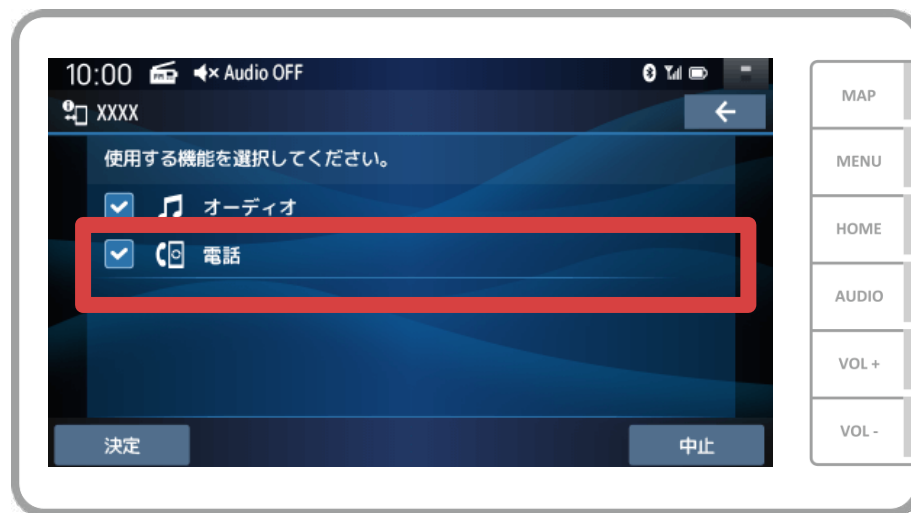 10:00 Audio OFF
XXXX
使用する機能を選択してください。
オーディオ
電話
決定 中止
MAP
MENU
HOME
AUDIO
VOL +
VOL -